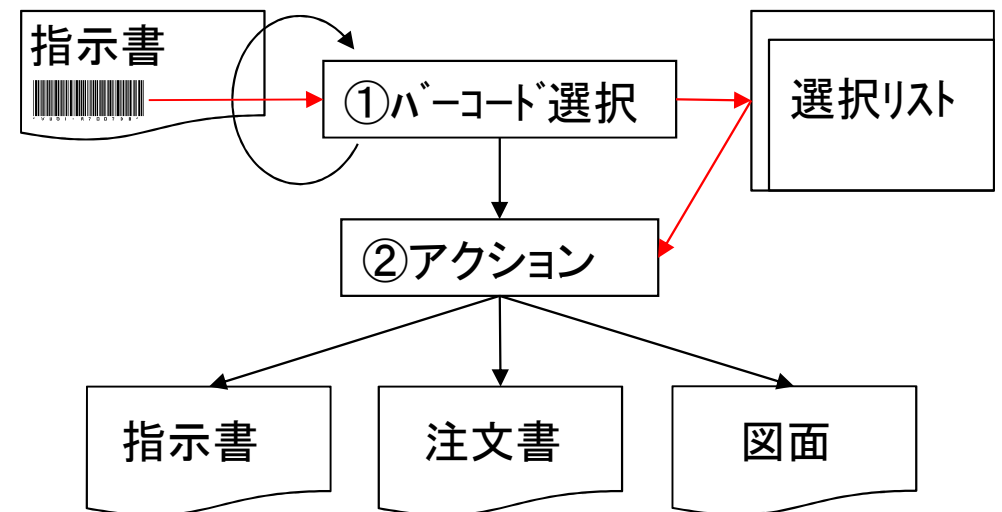 指示書
①バーコード選択
選択リスト
②アクション
指示書
注文書
図面